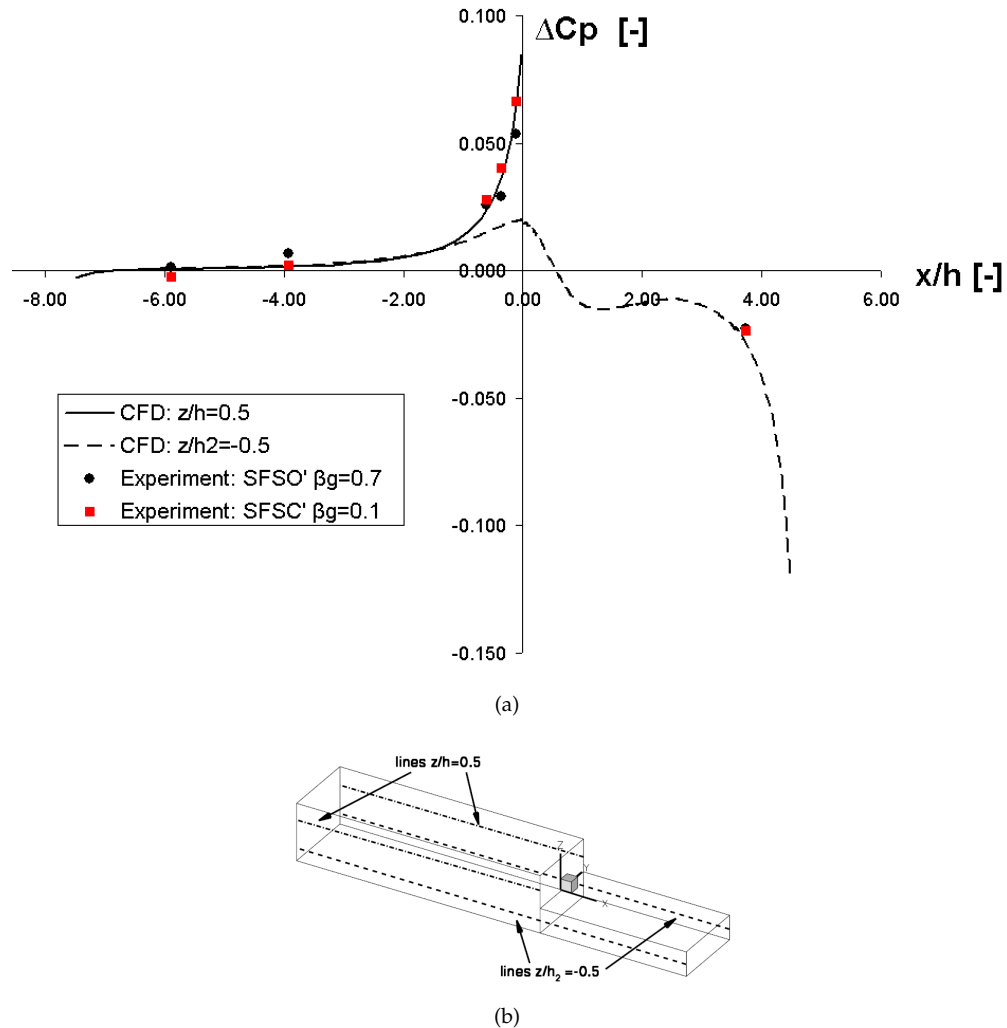 0.100
ΔCp [-]
0.050
0.000
x/h [-]
-8.00 -6.00 -4.00 -2.00 0.00 2.00 4.00 6.00
-0.050
CFD: z/h=0.5
CFD: z/h2=-0.5
Experiment: SFSO' βg=0.7
Experiment: SFSC' βg=0.1
-0.100
-0.150
(a)
lines z/h=0.5
Z
Y
X
lines z/h₂ =-0.5
(b)